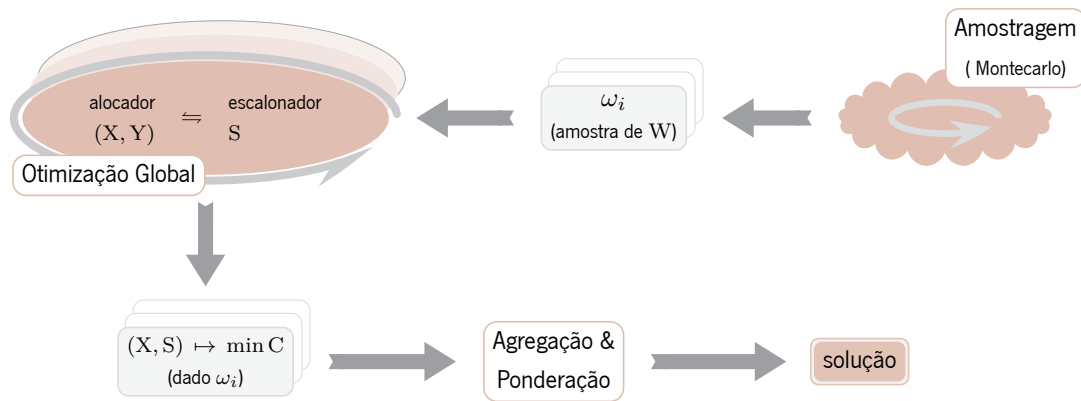 Amostragem
( Montecarlo)
ω_i
(amostra de W)
alocador ⇋ escalonador
(X, Y) S
Otimização Global
(X, S) ↦ min C
(dado ω_i)
Agregação &
Ponderação
solução